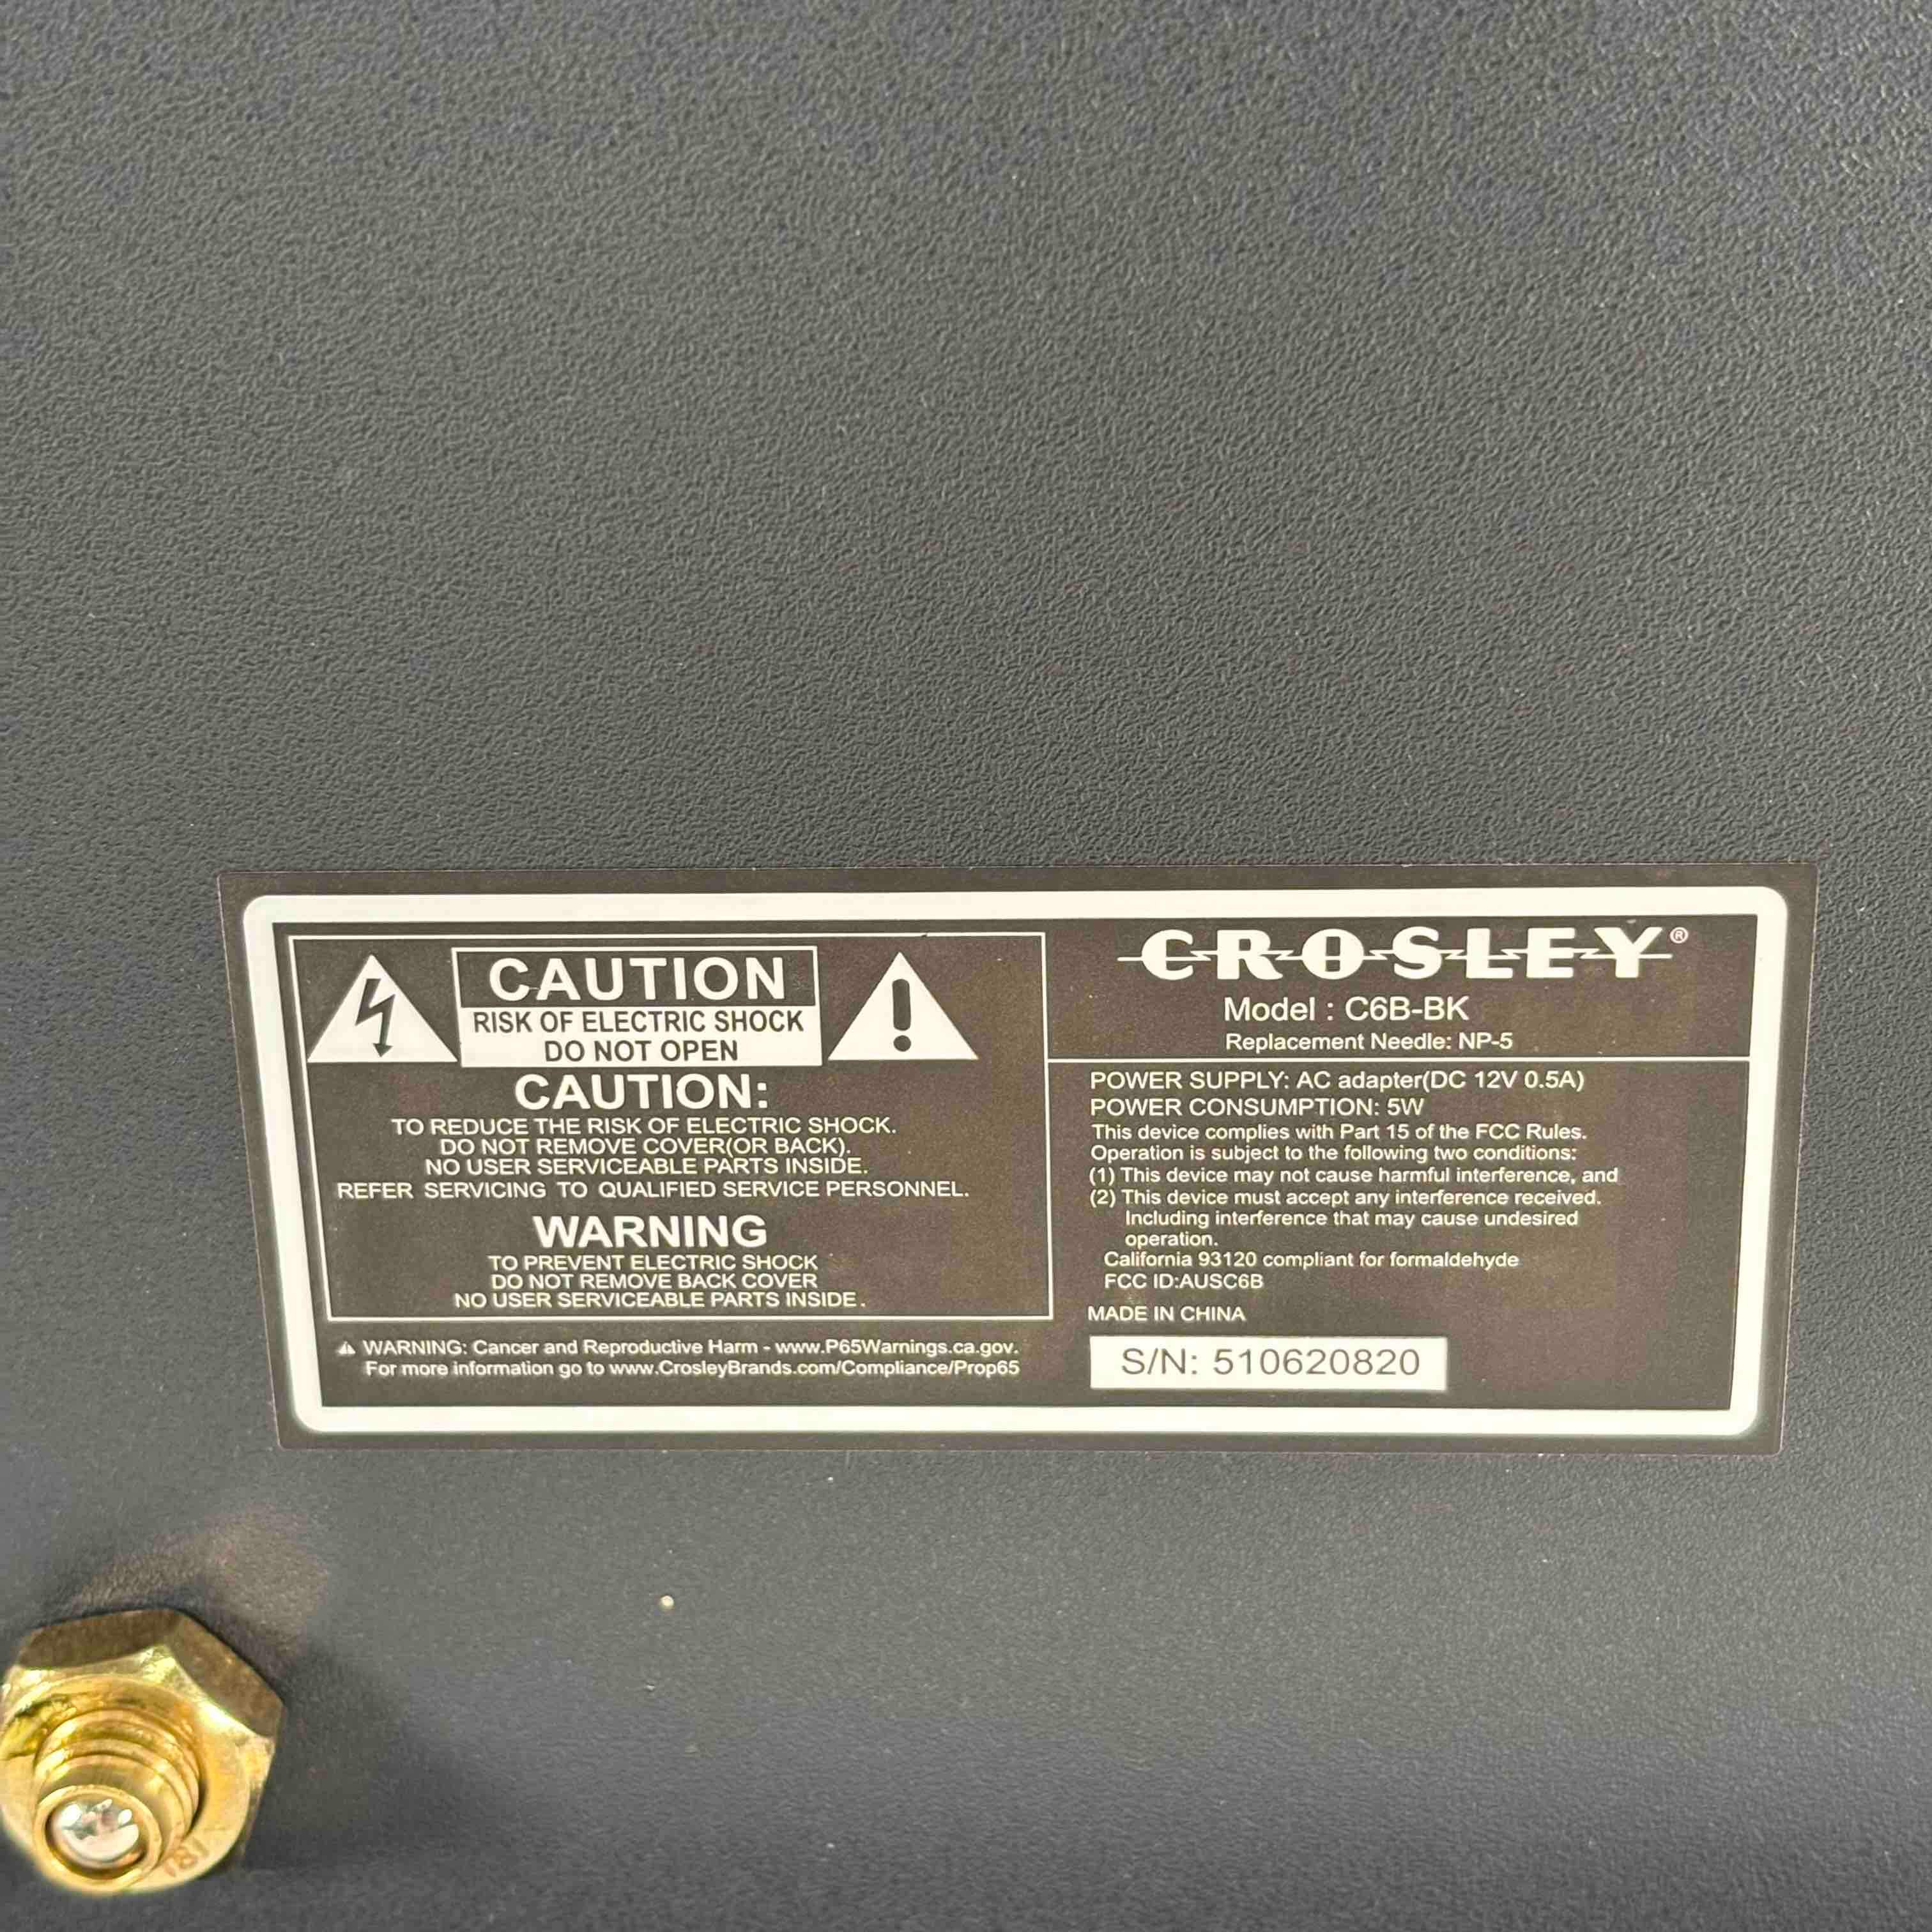 CAUTION
RISK OF ELECTRIC SHOCK
DO NOT OPEN
CAUTION:
TO REDUCE THE RISK OF ELECTRIC SHOCK.
DO NOT REMOVE COVER(OR BACK).
NO USER SERVICEABLE PARTS INSIDE.
REFER SERVICING TO QUALIFIED SERVICE PERSONNEL.
WARNING
TO PREVENT ELECTRIC SHOCK
DO NOT REMOVE BACK COVER
NO USER SERVICEABLE PARTS INSIDE.
WARNING: Cancer and Reproductive Harm - www.P65Warnings.ca.gov.
For more information go to www.CrosleyBrands.com/Compliance/Prop65
CROSLEY®
Model : C6B-BK
Replacement Needle: NP-5
POWER SUPPLY: AC adapter(DC 12V 0.5A)
POWER CONSUMPTION: 5W
This device complies with Part 15 of the FCC Rules.
Operation is subject to the following two conditions:
(1) This device may not cause harmful interference, and
(2) This device must accept any interference received.
Including interference that may cause undesired
operation.
California 93120 compliant for formaldehyde
FCC ID:AUSC6B
MADE IN CHINA
S/N: 510620820